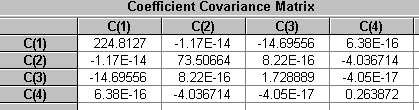 Coefficient Covariance Matrix
C(1) C(2) C(3) C(4)
C(1) 224.8127 -1.17E-14 -14.69556 6.38E-16
C(2) -1.17E-14 73.50664 8.22E-16 -4.036714
C(3) -14.69556 8.22E-16 1.728889 -4.05E-17
C(4) 6.38E-16 -4.036714 -4.05E-17 0.263872